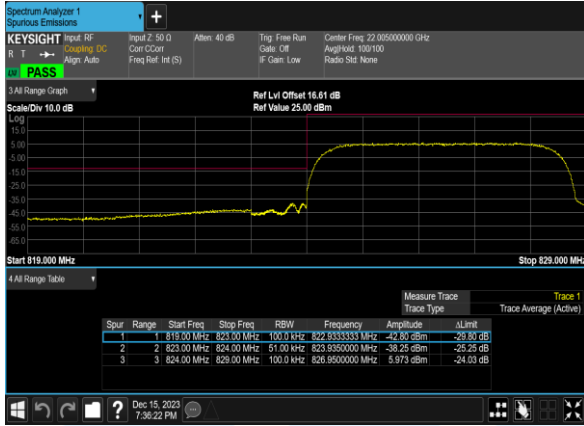 Spectrum Analyzer 1
Spurious Emissions
KEYSIGHT Input: RF Input Z: 50 Ω Atten: 40 dB Trig: Free Run Center Freq: 22.005000000 GHz
R T Coupling: DC Corr CCorr Gate: Off Avg|Hold: 100/100
Align: Auto Freq Ref: Int (S) IF Gain: Low Radio Std: None
PASS
3 All Range Graph
Ref Lvl Offset 16.61 dB
Scale/Div 10.0 dB Ref Value 25.00 dBm
Log
15.0
5.00
-5.00
-15.0
-25.0
-35.0
-45.0
-55.0
-65.0
Start 819.000 MHz Stop 829.000 MHz
4 All Range Table
Measure Trace Trace 1
Trace Type Trace Average (Active)
Spur Range Start Freq Stop Freq RBW Frequency Amplitude ΔLimit
1 1 819.00 MHz 823.00 MHz 100.0 kHz 822.9333333 MHz -42.80 dBm -29.80 dB
2 2 823.00 MHz 824.00 MHz 51.00 kHz 823.9350000 MHz -38.25 dBm -25.25 dB
3 3 824.00 MHz 829.00 MHz 100.0 kHz 826.9500000 MHz 5.973 dBm -24.03 dB
Dec 15, 2023
7:36:22 PM